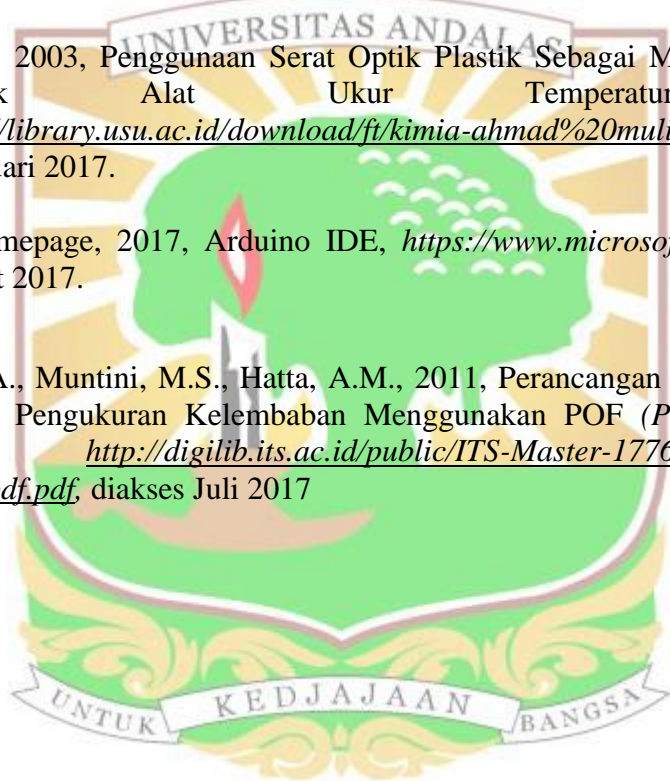 UNIVERSITAS ANDALAS
2003, Penggunaan Serat Optik Plastik Sebagai M
k Alat Ukur Temperatu
/library.usu.ac.id/download/ft/kimia-ahmad%20muli
ari 2017.
mepage, 2017, Arduino IDE, https://www.microsof
t 2017.
A., Muntini, M.S., Hatta, A.M., 2011, Perancangan
Pengukuran Kelembaban Menggunakan POF (P
http://digilib.its.ac.id/public/ITS-Master-1776
df.pdf, diakses Juli 2017
UNTUK KEDJAJAAN BANGSA